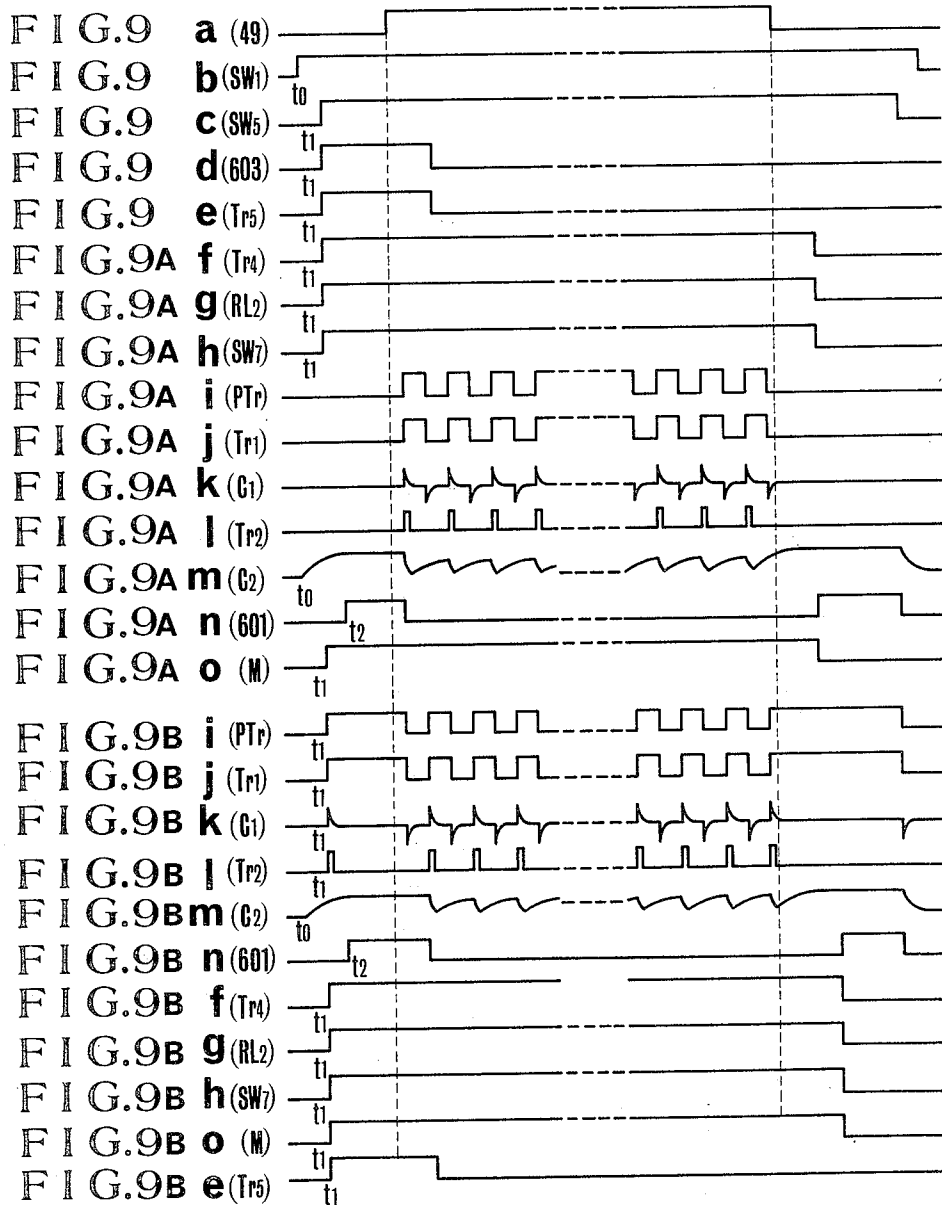 FIG.9 a (49)
FIG.9 b (SW1)
t0
FIG.9 c (SW5)
t1
FIG.9 d (603)
t1
FIG.9 e (Tr5)
t1
FIG.9A f (Tr4)
t1
FIG.9A g (RL2)
t1
FIG.9A h (SW7)
t1
FIG.9A i (PTr)
FIG.9A j (Tr1)
FIG.9A k (C1)
FIG.9A l (Tr2)
FIG.9A m (C2)
t0
FIG.9A n (601)
t2
FIG.9A o (M)
t1
FIG.9B i (PTr)
t1
FIG.9B j (Tr1)
t1
FIG.9B k (C1)
t1
FIG.9B l (Tr2)
t1
FIG.9B m (C2)
t0
FIG.9B n (601)
t2
FIG.9B f (Tr4)
t1
FIG.9B g (RL2)
t1
FIG.9B h (SW7)
t1
FIG.9B o (M)
t1
FIG.9B e (Tr5)
t1